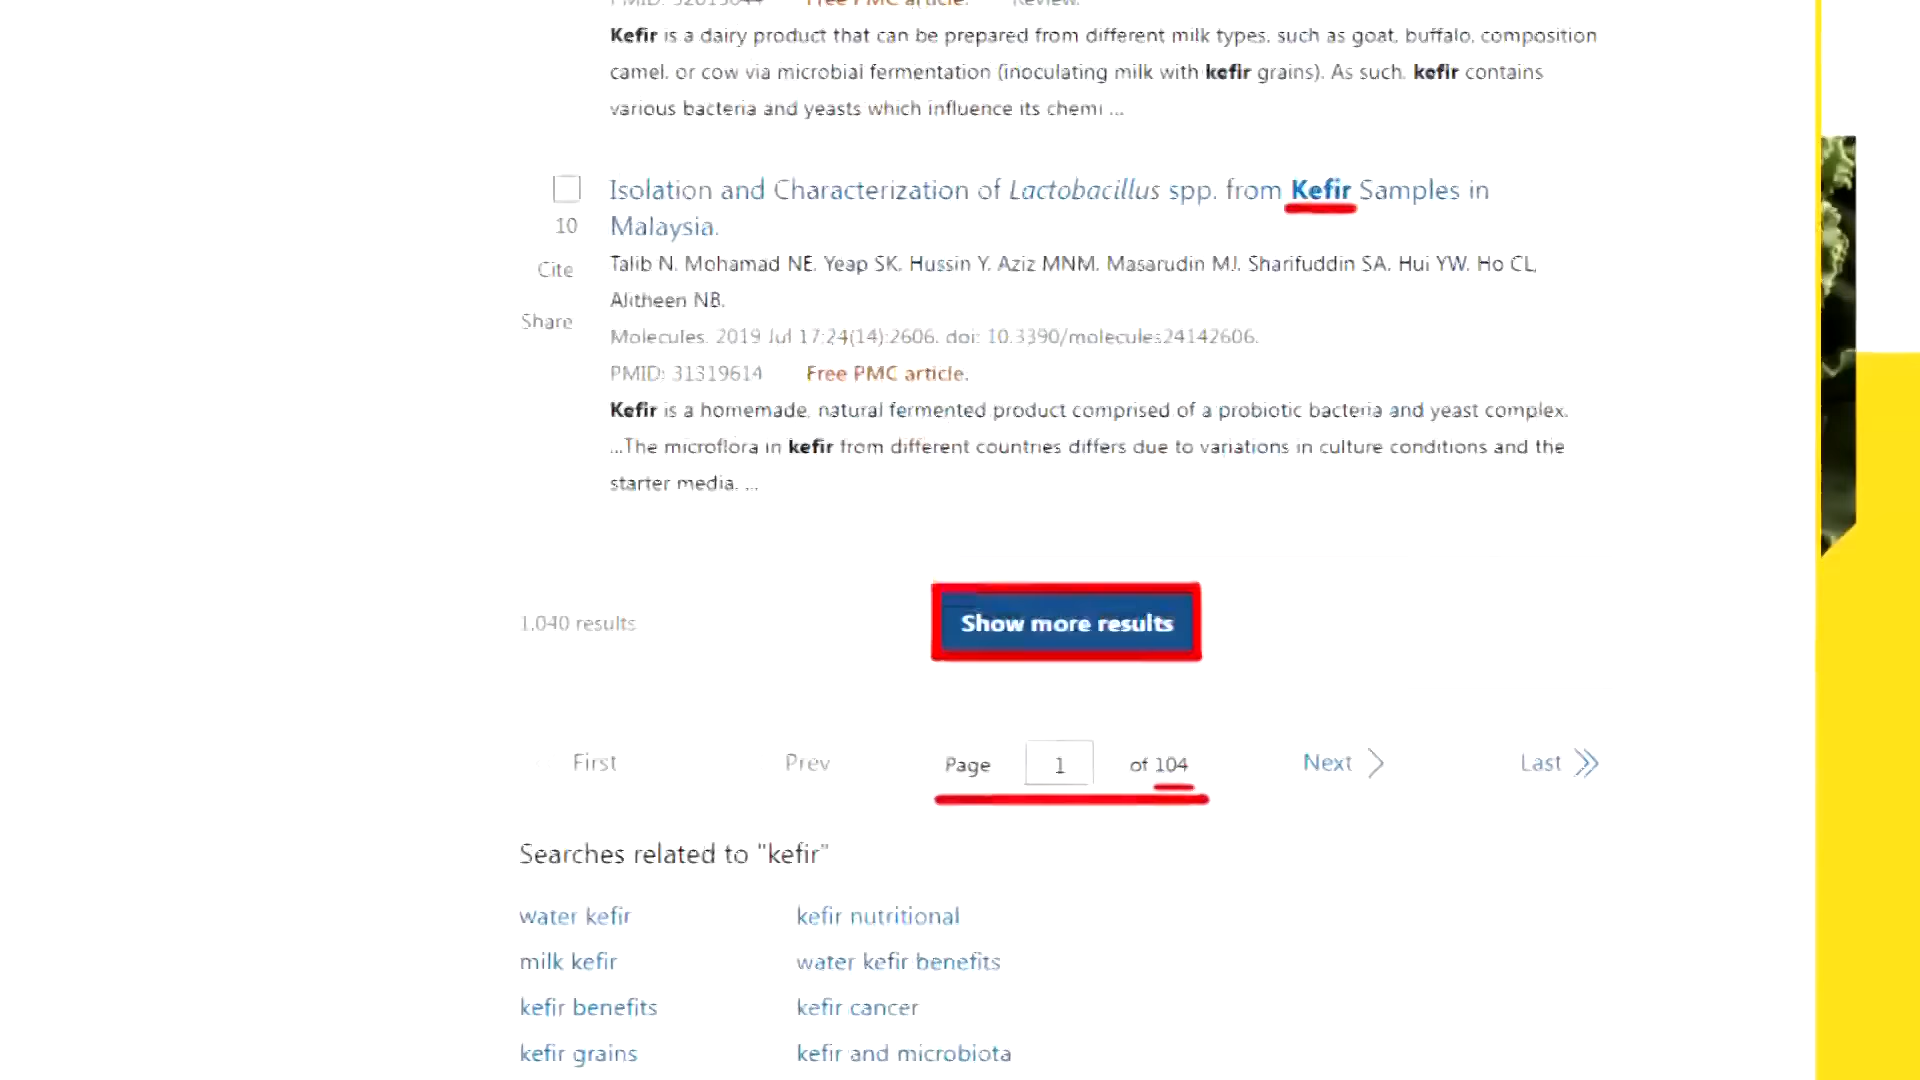 Free PMC article. Review.
Kefir is a dairy product that can be prepared from different milk types, such as goat, buffalo, composition
camel, or cow via microbial fermentation (inoculating milk with kefir grains). As such, kefir contains
various bacteria and yeasts which influence its chemi ...
Isolation and Characterization of Lactobacillus spp. from Kefir Samples in
10
Malaysia.
Cite
Talib N, Mohamad NE, Yeap SK, Hussin Y, Aziz MNM, Masarudin MJ, Sharifuddin SA, Hui YW, Ho CL,
Alitheen NB.
Share
Molecules. 2019 Jul 17;24(14):2606. doi: 10.3390/molecules24142606.
PMID: 31319614 Free PMC article.
Kefir is a homemade, natural fermented product comprised of a probiotic bacteria and yeast complex.
...The microflora in kefir from different countries differs due to variations in culture conditions and the
starter media. ...
1,040 results
Show more results
First Prev Page 1 of 104 Next Last
Searches related to "kefir"
water kefir kefir nutritional
milk kefir water kefir benefits
kefir benefits kefir cancer
kefir grains kefir and microbiota